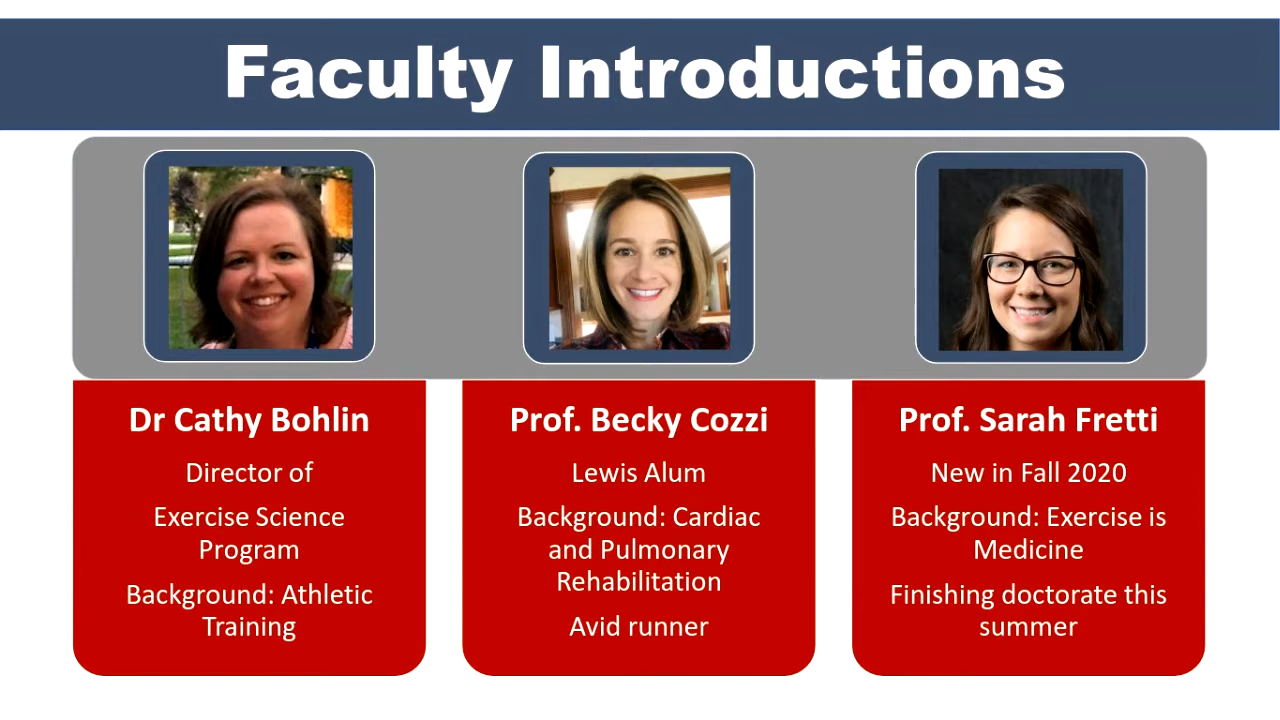 Faculty Introductions
Dr Cathy Bohlin
Director of
Exercise Science
Program
Background: Athletic
Training
Prof. Becky Cozzi
Lewis Alum
Background: Cardiac
and Pulmonary
Rehabilitation
Avid runner
Prof. Sarah Fretti
New in Fall 2020
Background: Exercise is
Medicine
Finishing doctorate this
summer